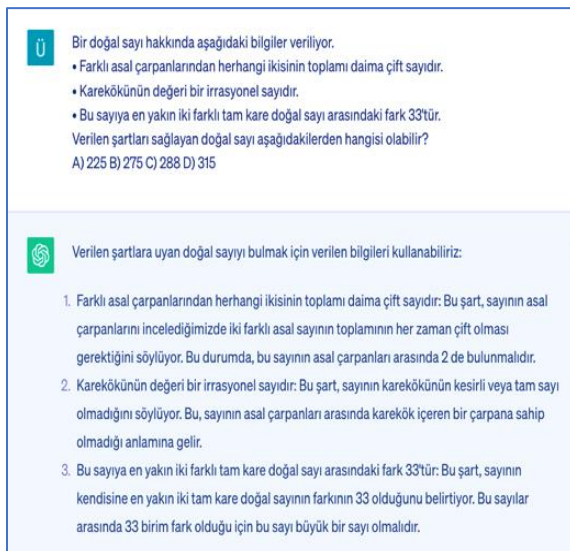 Ü
Bir doğal sayı hakkında aşağıdaki bilgiler veriliyor.
• Farklı asal çarpanlarından herhangi ikisinin toplamı daima çift sayıdır.
• Karekökünün değeri bir irrasyonel sayıdır.
• Bu sayıya en yakın iki farklı tam kare doğal sayı arasındaki fark 33'tür.
Verilen şartları sağlayan doğal sayı aşağıdakilerden hangisi olabilir?
A) 225 B) 275 C) 288 D) 315
Verilen şartlara uyan doğal sayıyı bulmak için verilen bilgileri kullanabiliriz:
1. Farklı asal çarpanlarından herhangi ikisinin toplamı daima çift sayıdır: Bu şart, sayının asal
çarpanlarını incelediğimizde iki farklı asal sayının toplamının her zaman çift olması
gerektiğini söylüyor. Bu durumda, bu sayının asal çarpanları arasında 2 de bulunmalıdır.
2. Karekökünün değeri bir irrasyonel sayıdır: Bu şart, sayının karekökünün kesirli veya tam sayı
olmadığını söylüyor. Bu, sayının asal çarpanları arasında karekök içeren bir çarpana sahip
olmadığı anlamına gelir.
3. Bu sayıya en yakın iki farklı tam kare doğal sayı arasındaki fark 33'tür: Bu şart, sayının
kendisine en yakın iki tam kare doğal sayının farkının 33 olduğunu belirtiyor. Bu sayılar
arasında 33 birim fark olduğu için bu sayı büyük bir sayı olmalıdır.